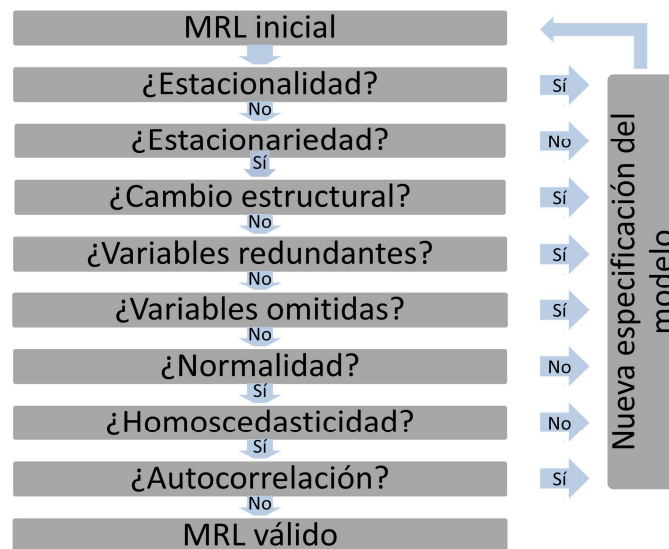 MRL inicial
¿Estacionalidad?
Sí
No
¿Estacionariedad?
No
Sí
¿Cambio estructural?
Sí
No
¿Variables redundantes?
Sí
No
¿Variables omitidas?
Sí
No
¿Normalidad?
No
Sí
¿Homoscedasticidad?
No
Sí
¿Autocorrelación?
Sí
No
MRL válido
Nueva especificación del
modelo